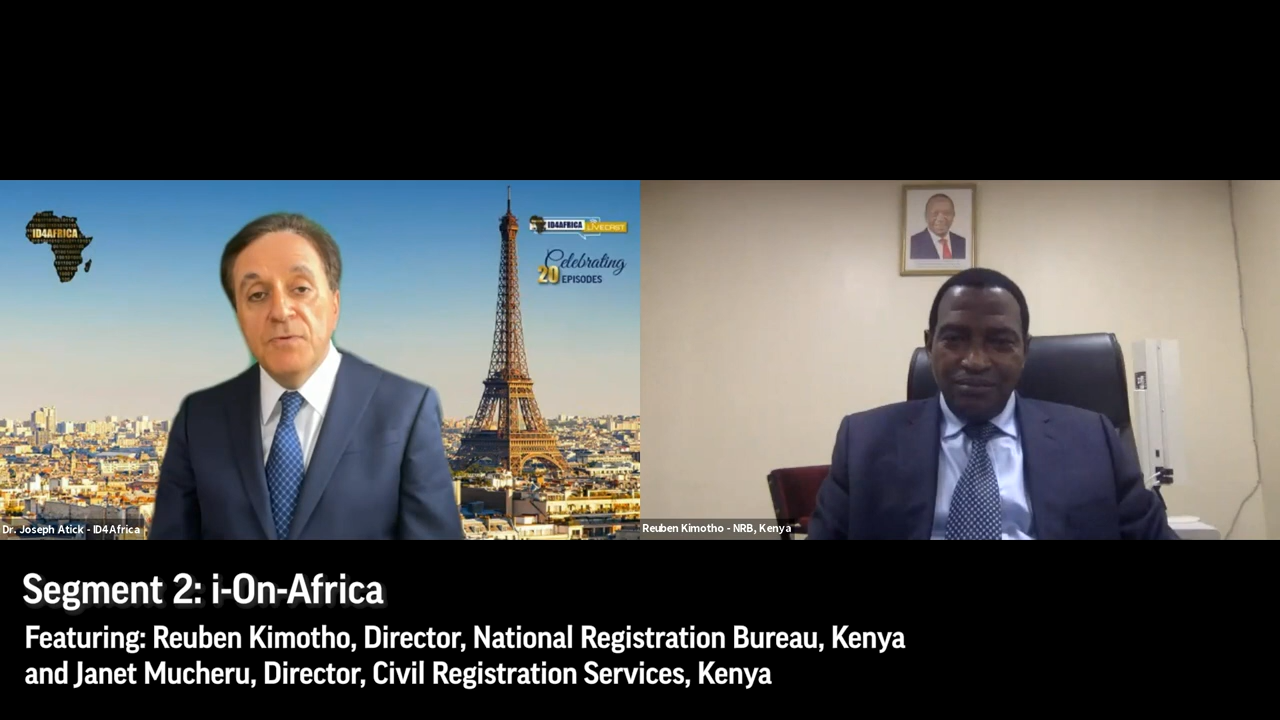 ID4AFRICA
ID4AFRICA LIVECAST
Celebrating
20 EPISODES
Dr. Joseph Atick - ID4Africa
Reuben Kimotho - NRB, Kenya
Segment 2: i-On-Africa
Featuring: Reuben Kimotho, Director, National Registration Bureau, Kenya
and Janet Mucheru, Director, Civil Registration Services, Kenya